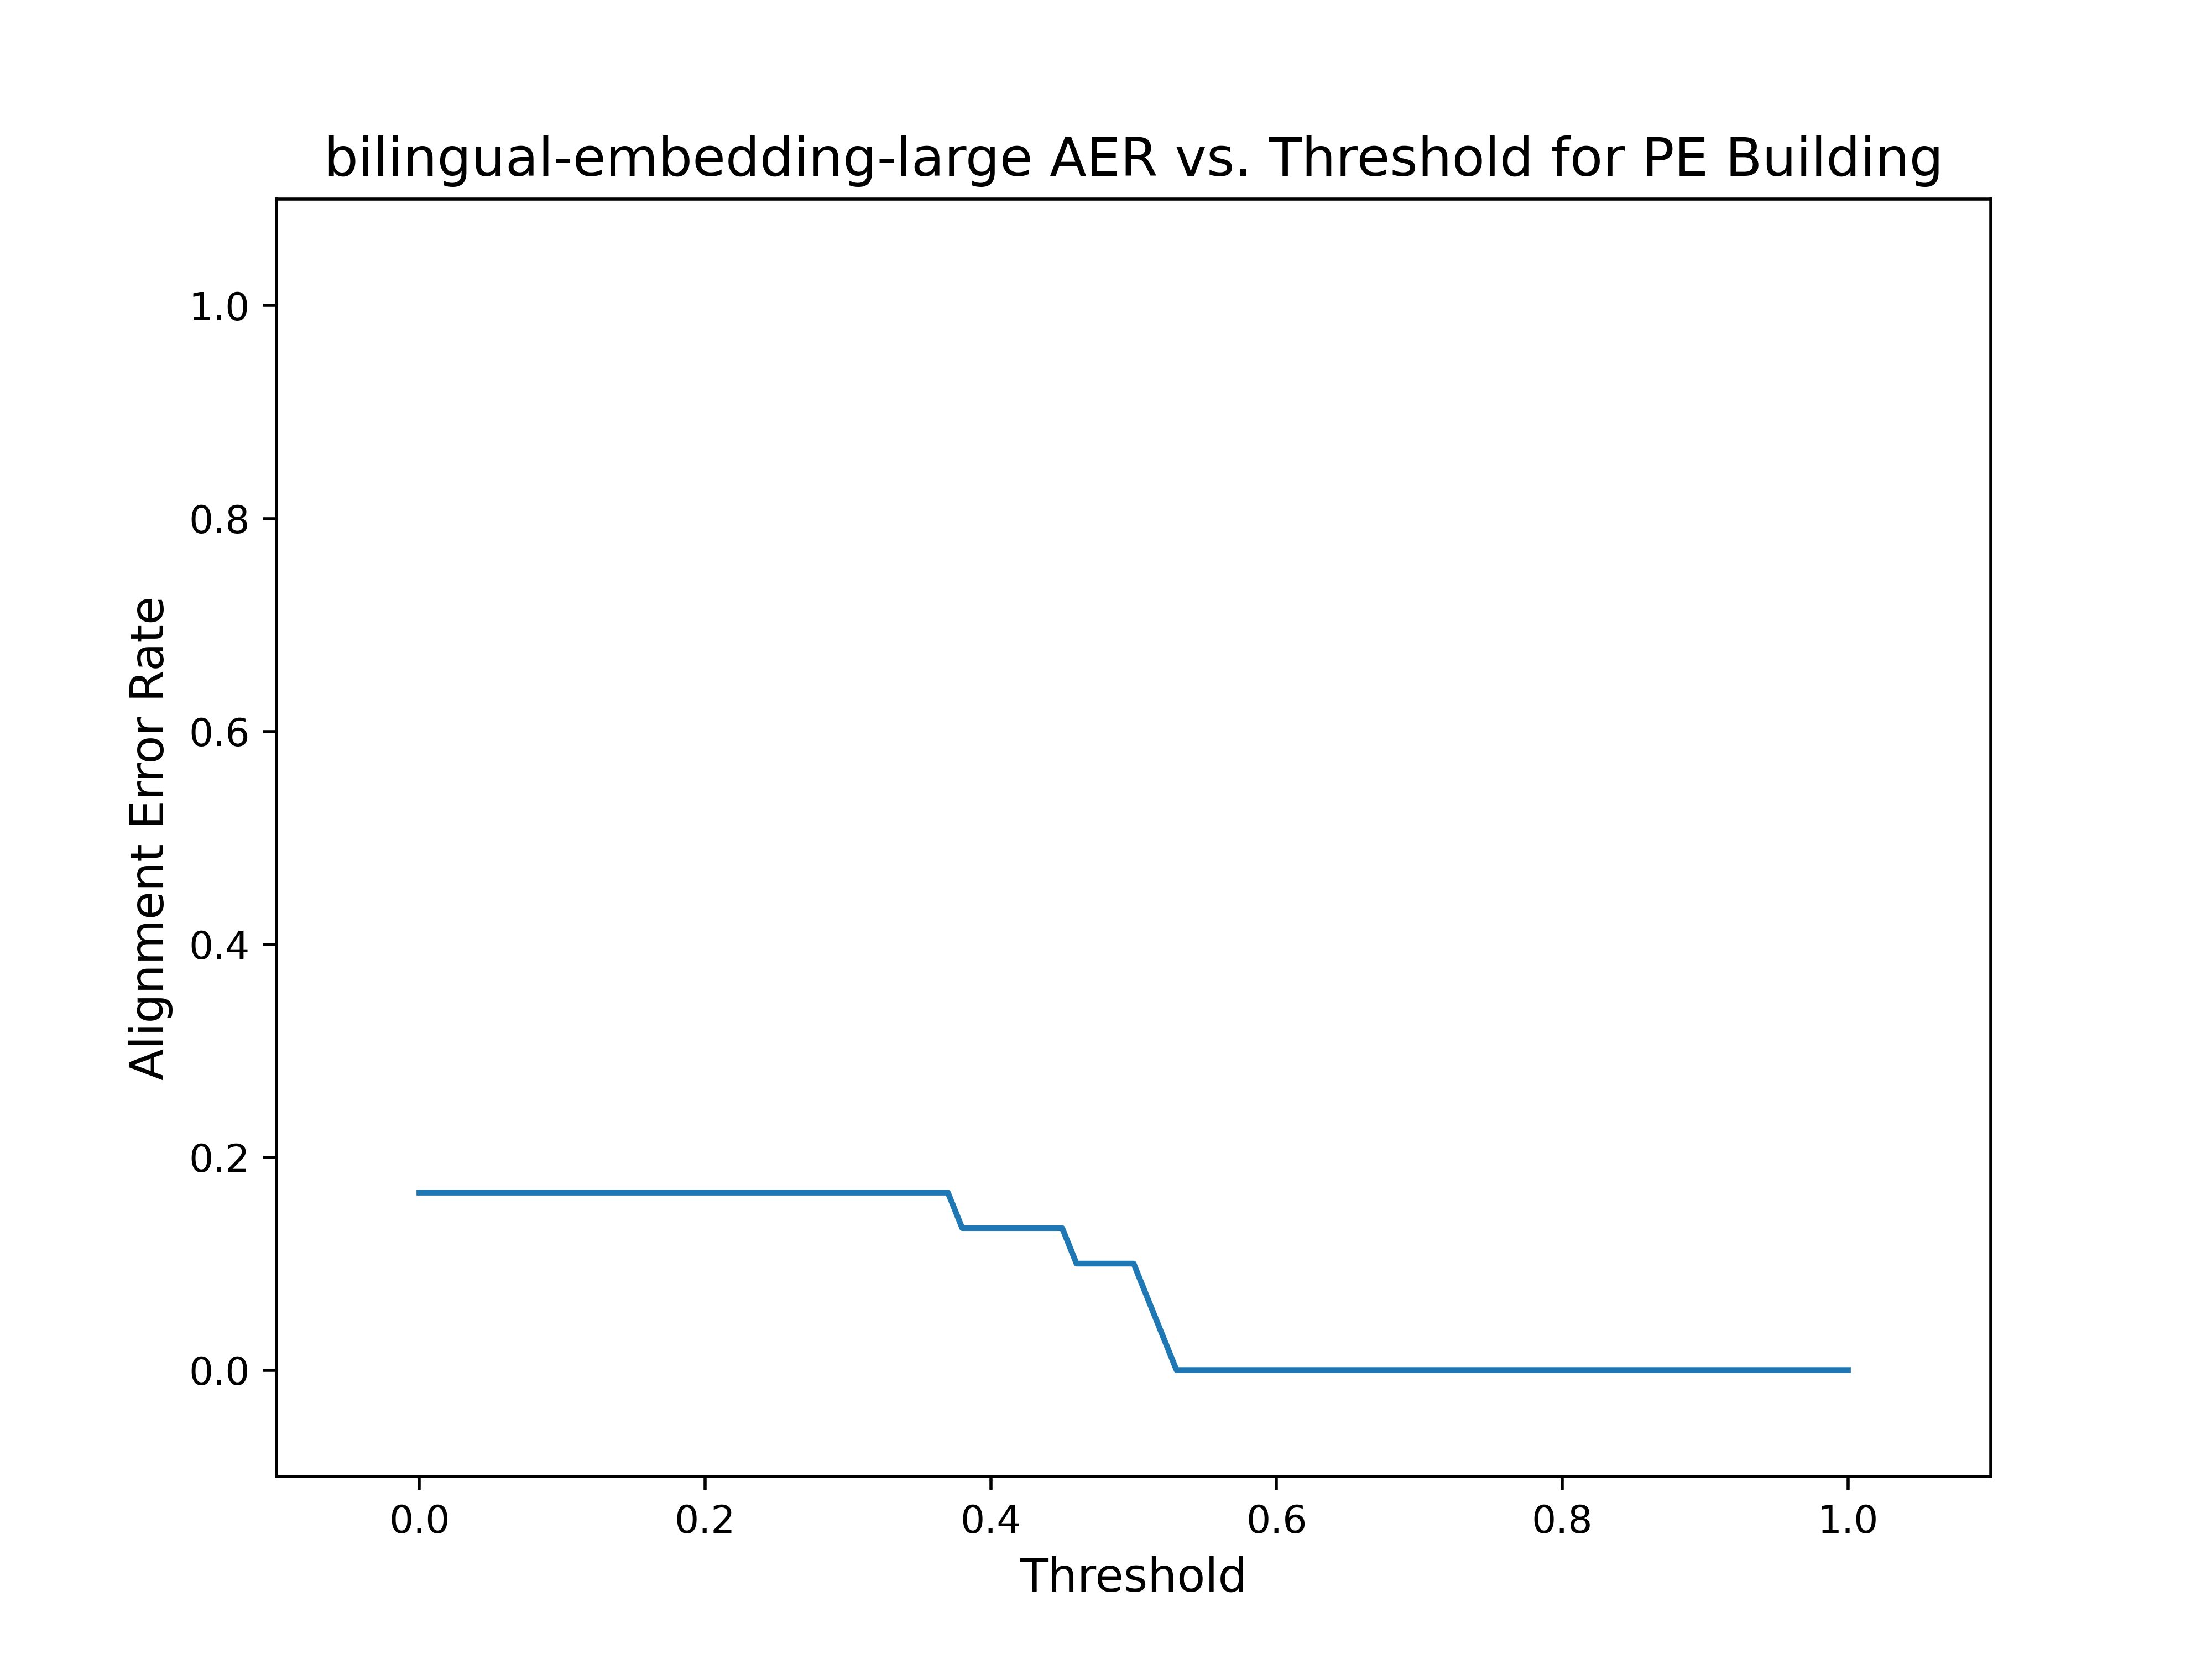 bilingual-embedding-large AER vs. Threshold for PE Building
Alignment Error Rate
1.0
0.8
0.6
0.4
0.2
0.0
0.0 0.2 0.4 0.6 0.8 1.0
Threshold